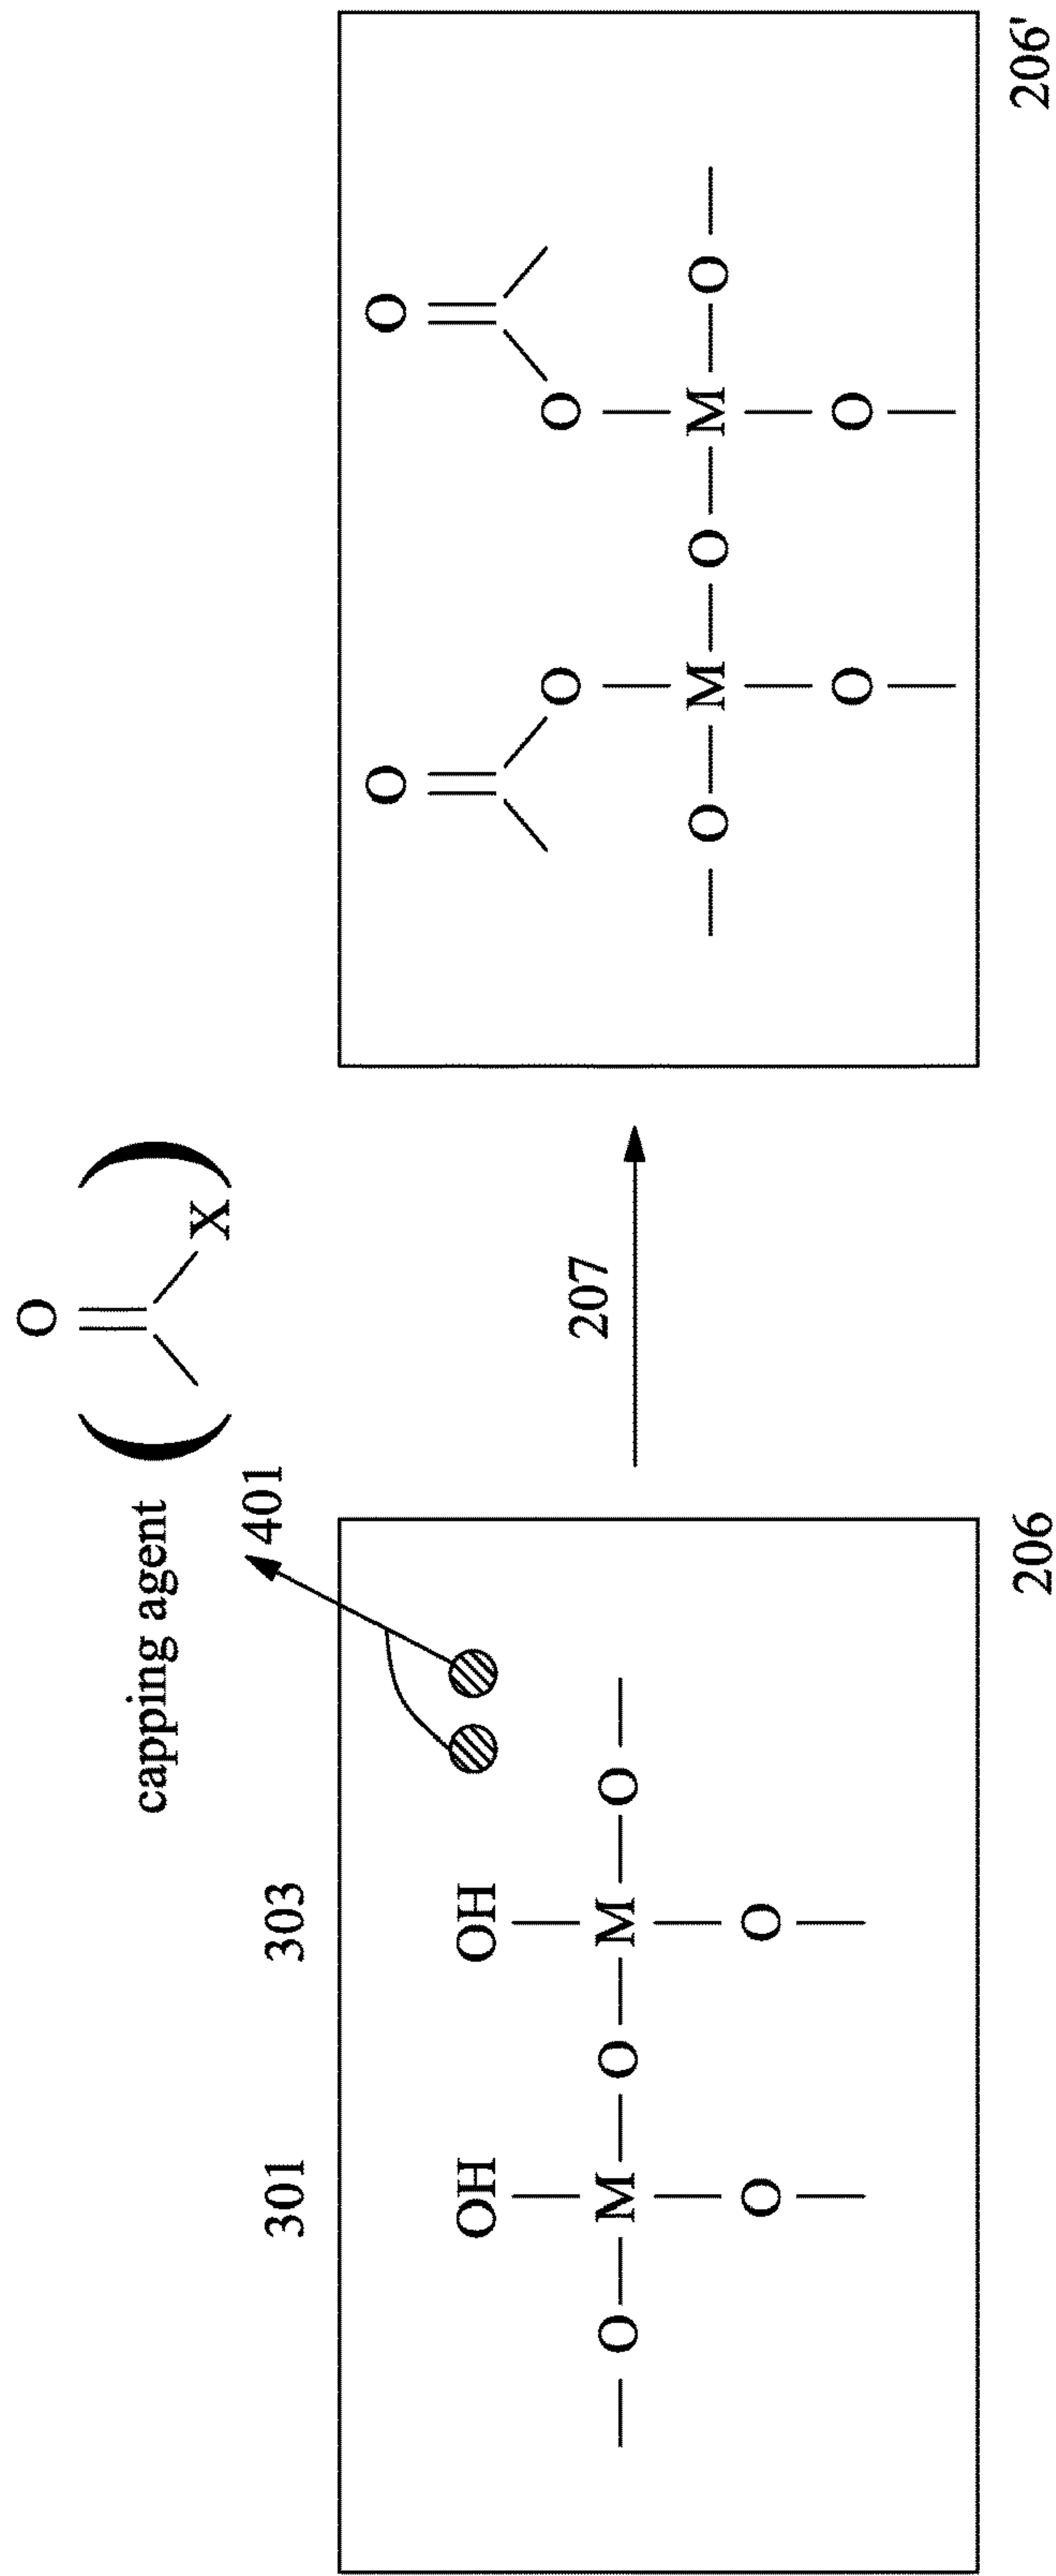 O
capping agent ( X )
401
301 303
OH OH
—O—M—O—M—O—
O O
206
207
O O
O O
—O—M—O—M—O—
O O
206'